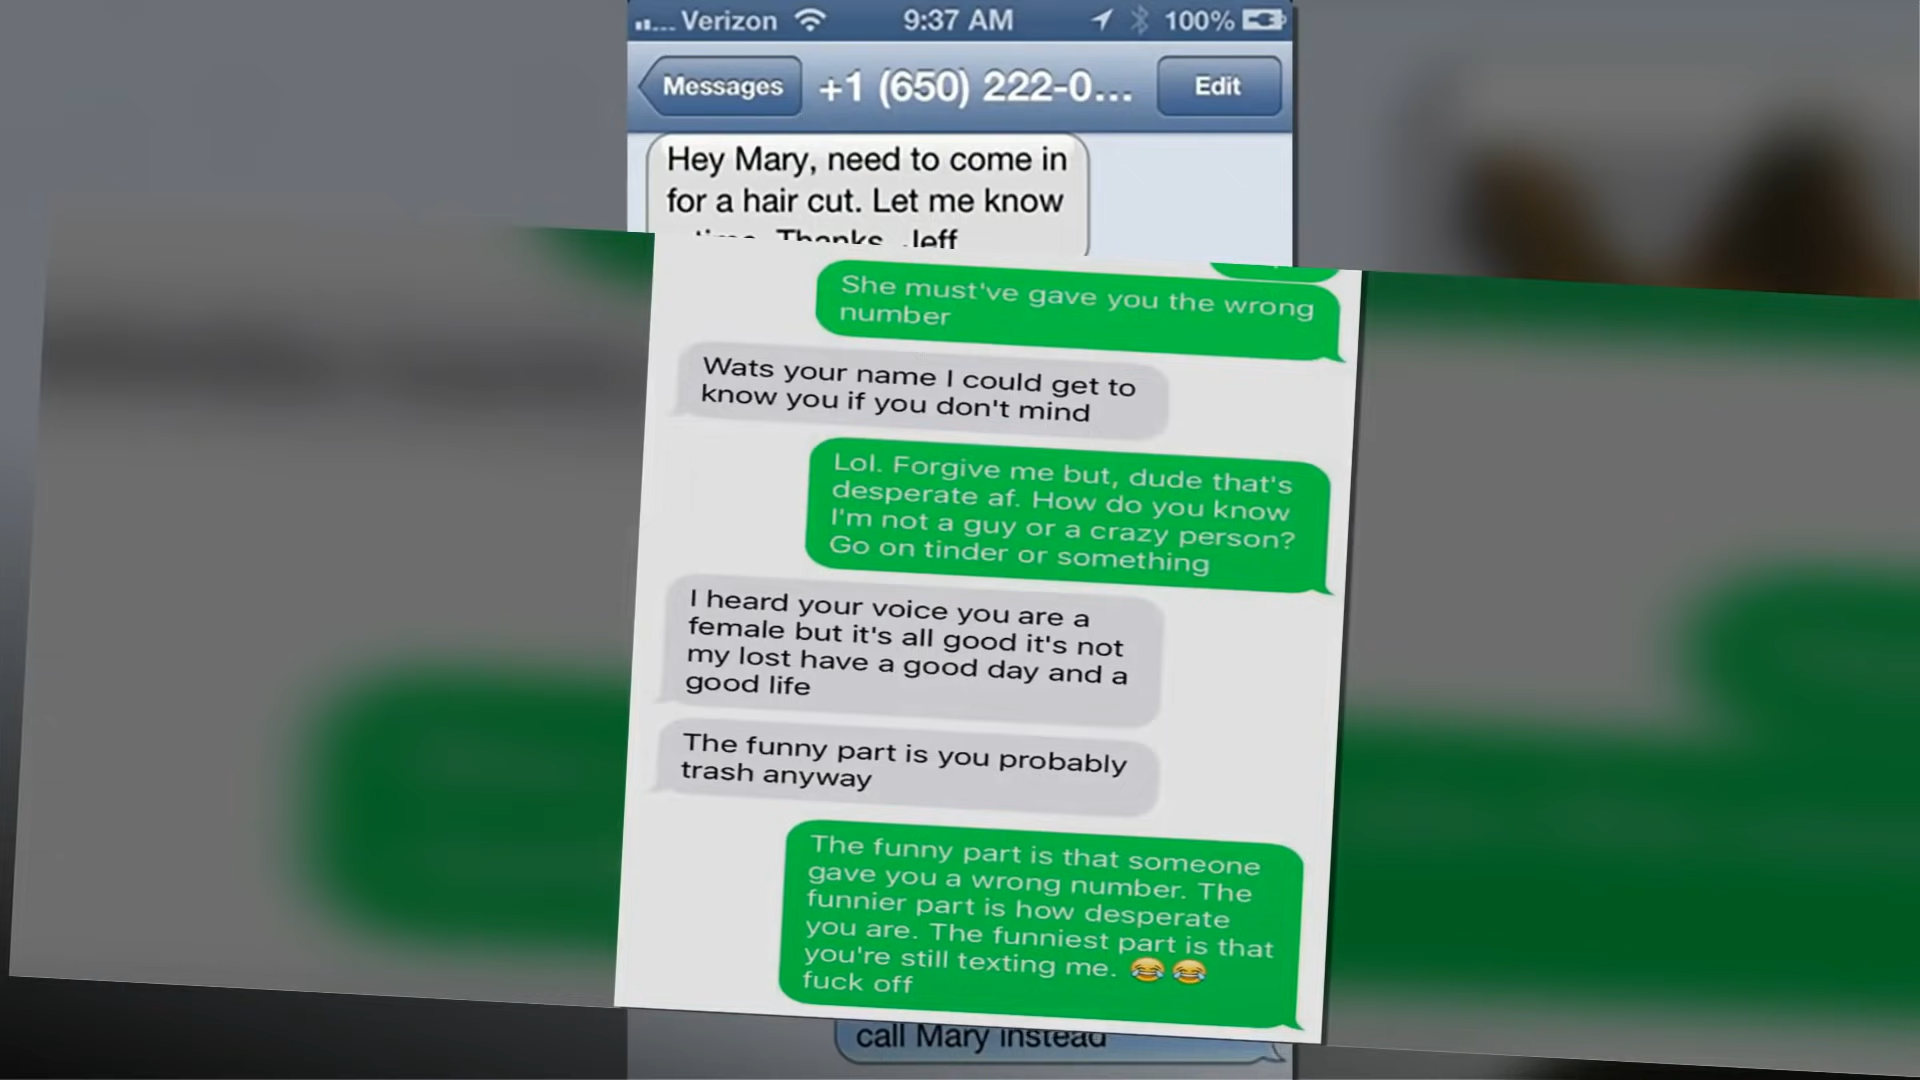 Verizon 9:37 AM 100%
Messages +1 (650) 222-0... Edit
Hey Mary, need to come in
for a hair cut. Let me know
time. Thanks. Jeff
She must've gave you the wrong
number
Wats your name I could get to
know you if you don't mind
Lol. Forgive me but, dude that's
desperate af. How do you know
I'm not a guy or a crazy person?
Go on tinder or something
I heard your voice you are a
female but it's all good it's not
my lost have a good day and a
good life
The funny part is you probably
trash anyway
The funny part is that someone
gave you a wrong number. The
funnier part is how desperate
you are. The funniest part is that
you're still texting me. 😂😂
fuck off
call Mary instead